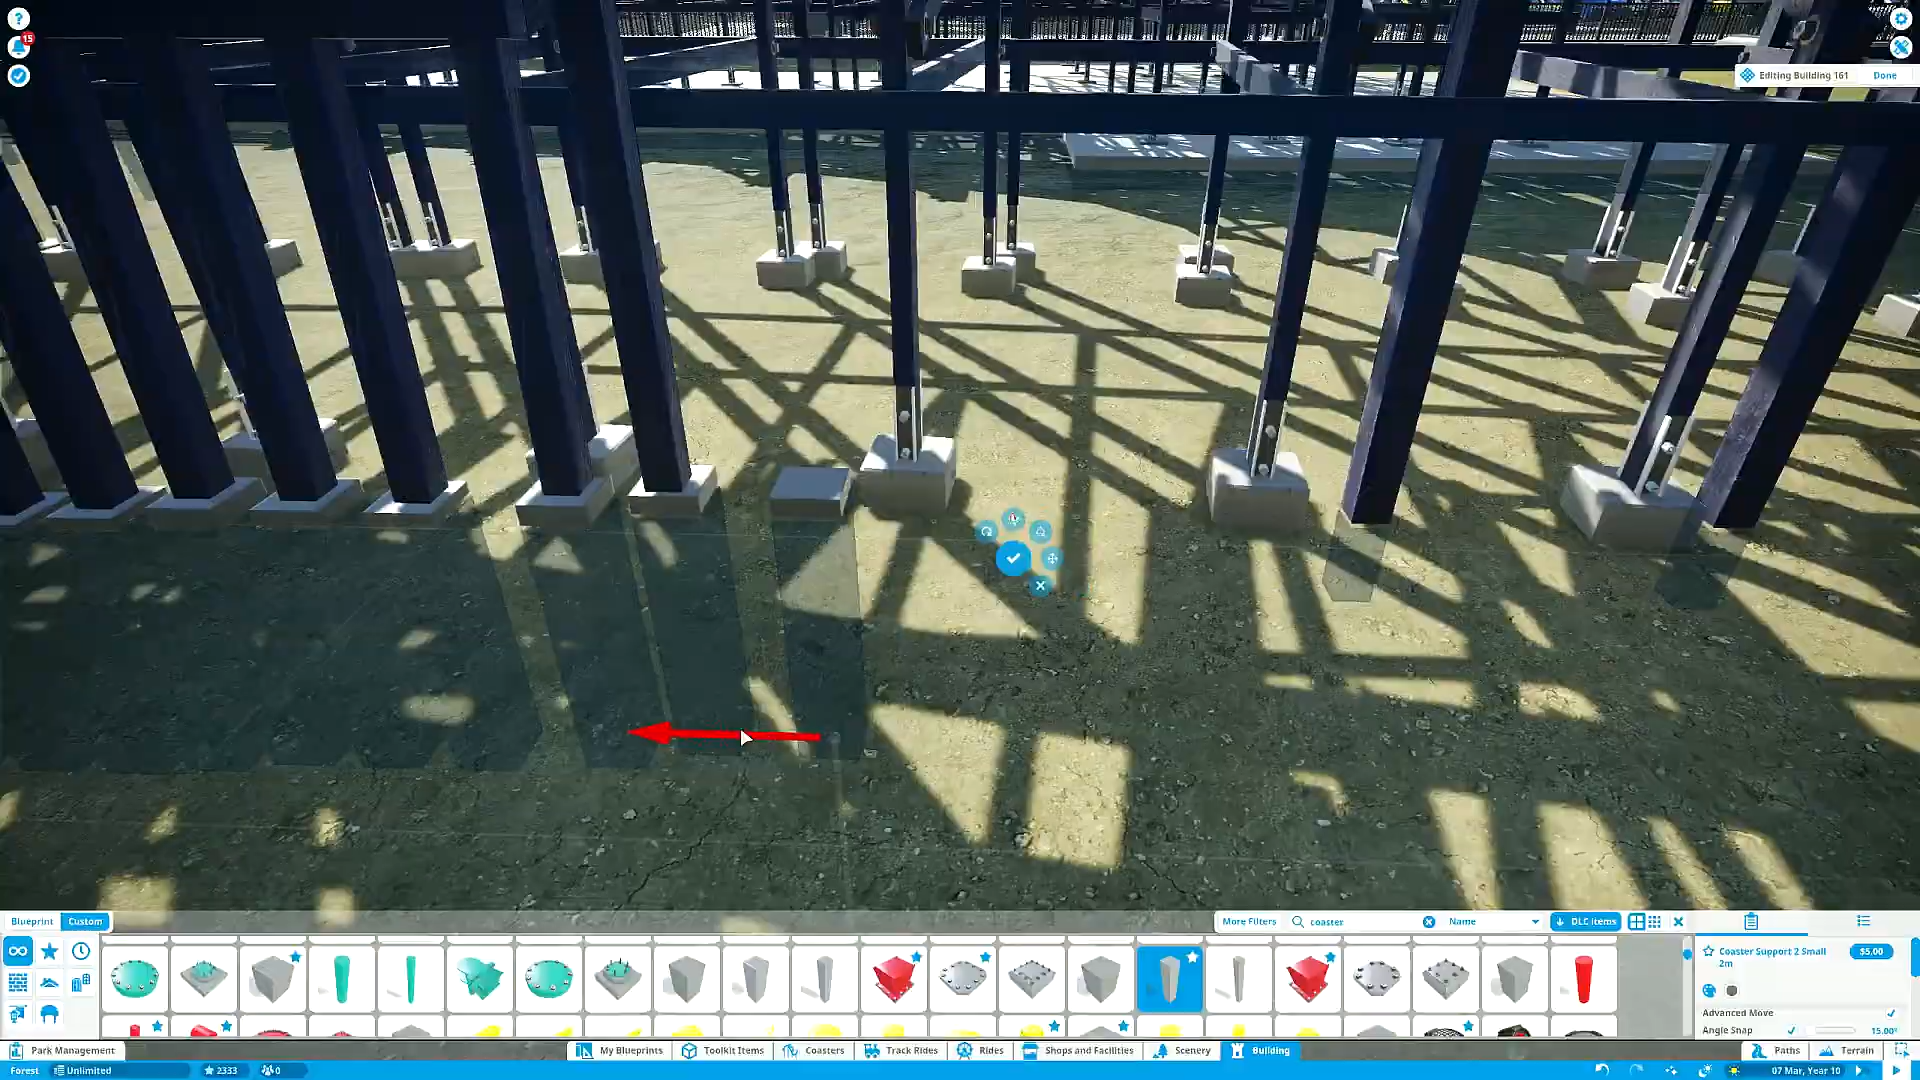 ?
15
Editing Building 161
Done
Blueprint
Custom
More Filters
coaster
Name
DLC Items
Coaster Support 2 Small
2m
$5.00
Advanced Move
Angle Snap
15.00°
Park Management
My Blueprints
Toolkit Items
Coasters
Track Rides
Rides
Shops and Facilities
Scenery
Building
Paths
Terrain
Forest
Unlimited
2333
0
07 Mar, Year 10